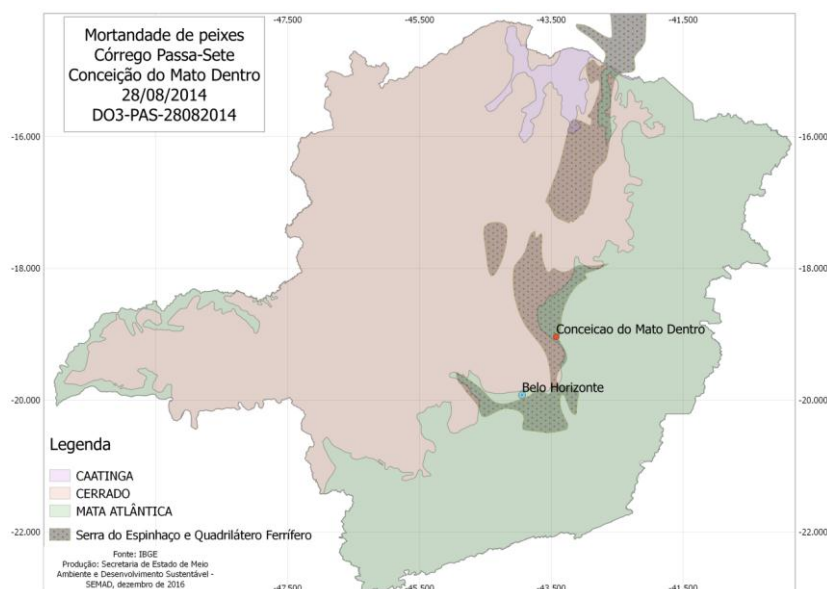 Mortandade de peixes
Córrego Passa-Sete
Conceição do Mato Dentro
28/08/2014
DO3-PAS-28082014
-47.500 -45.500 -43.500 -41.500
-16.000 -16.000
-18.000 -18.000
Conceicao do Mato Dentro
Belo Horizonte
-20.000 -20.000
Legenda
CAATINGA
CERRADO
MATA ATLÂNTICA
-22.000 -22.000
Serra do Espinhaço e Quadrilátero Ferrífero
Fonte: IBGE
Produção: Secretaria de Estado de Meio
Ambiente e Desenvolvimento Sustentável -
SEMAD, dezembro de 2016
-47.500 -45.500 -43.500 -41.500